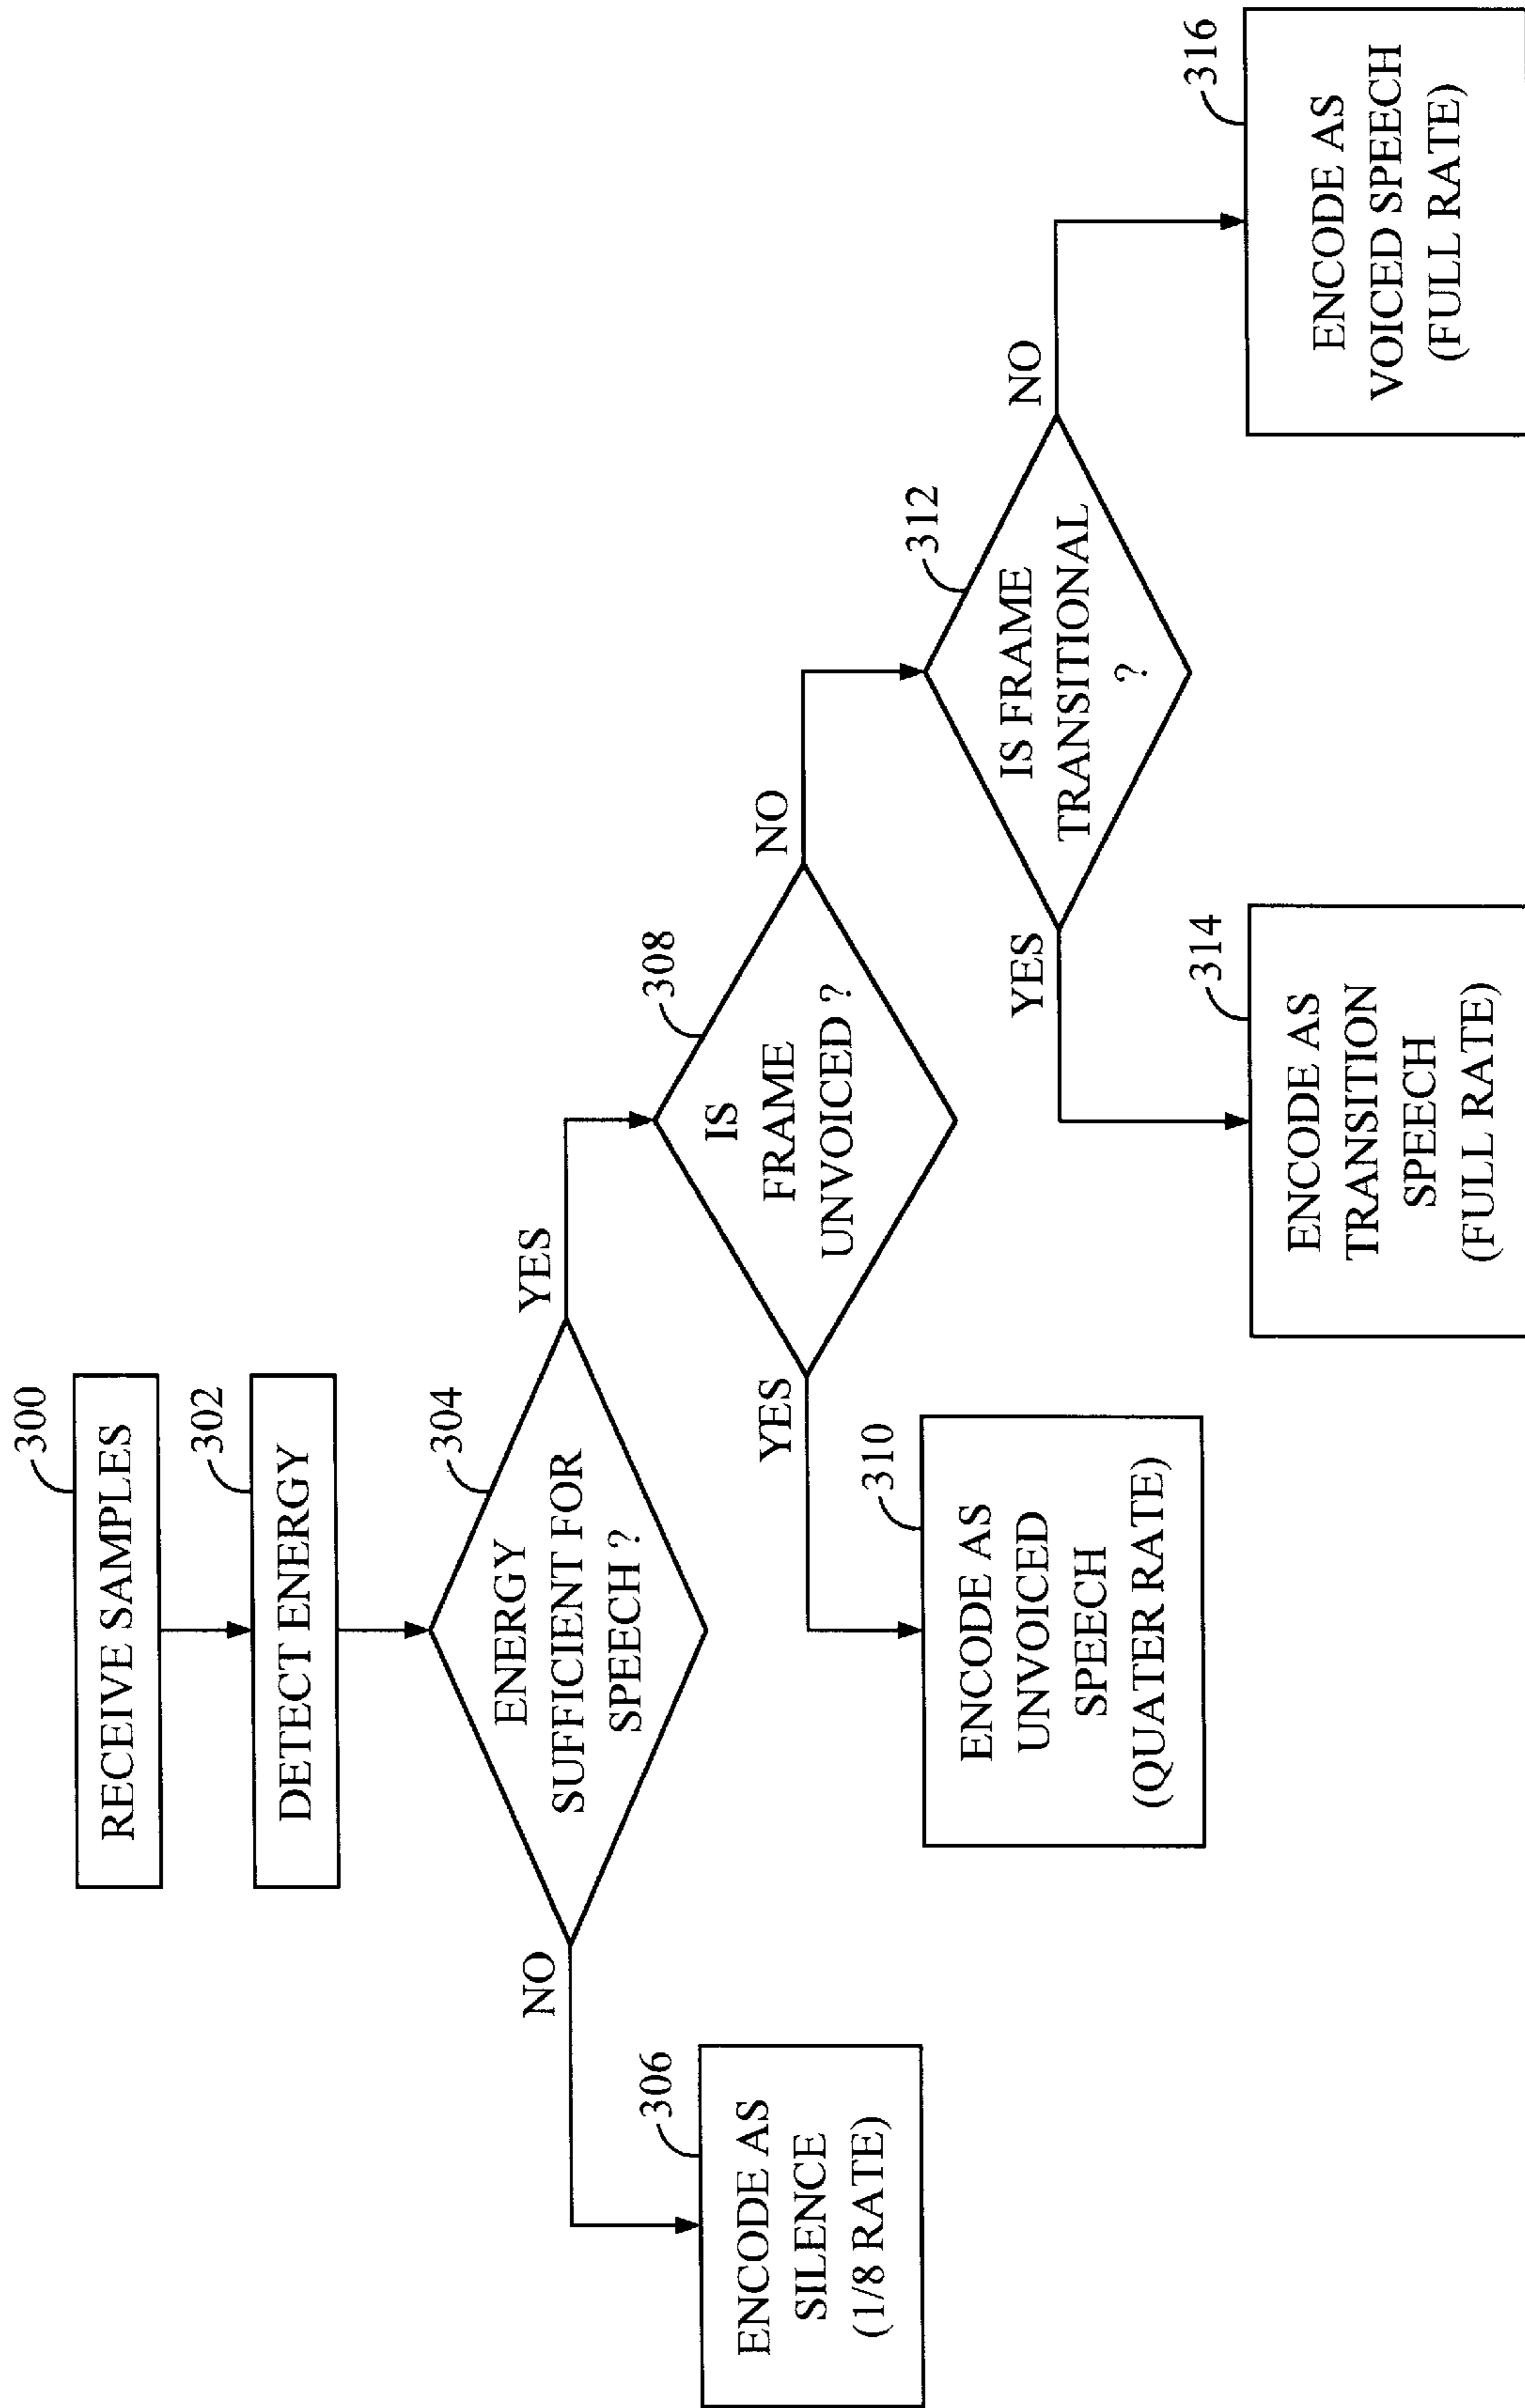 300
RECEIVE SAMPLES
302
DETECT ENERGY
304
ENERGY
SUFFICIENT FOR
SPEECH ?
NO
YES
306
ENCODE AS
SILENCE
(1/8 RATE)
308
IS
FRAME
UNVOICED ?
YES
NO
310
ENCODE AS
UNVOICED
SPEECH
(QUATER RATE)
312
IS FRAME
TRANSITIONAL
?
YES
NO
314
ENCODE AS
TRANSITION
SPEECH
(FULL RATE)
316
ENCODE AS
VOICED SPEECH
(FULL RATE)